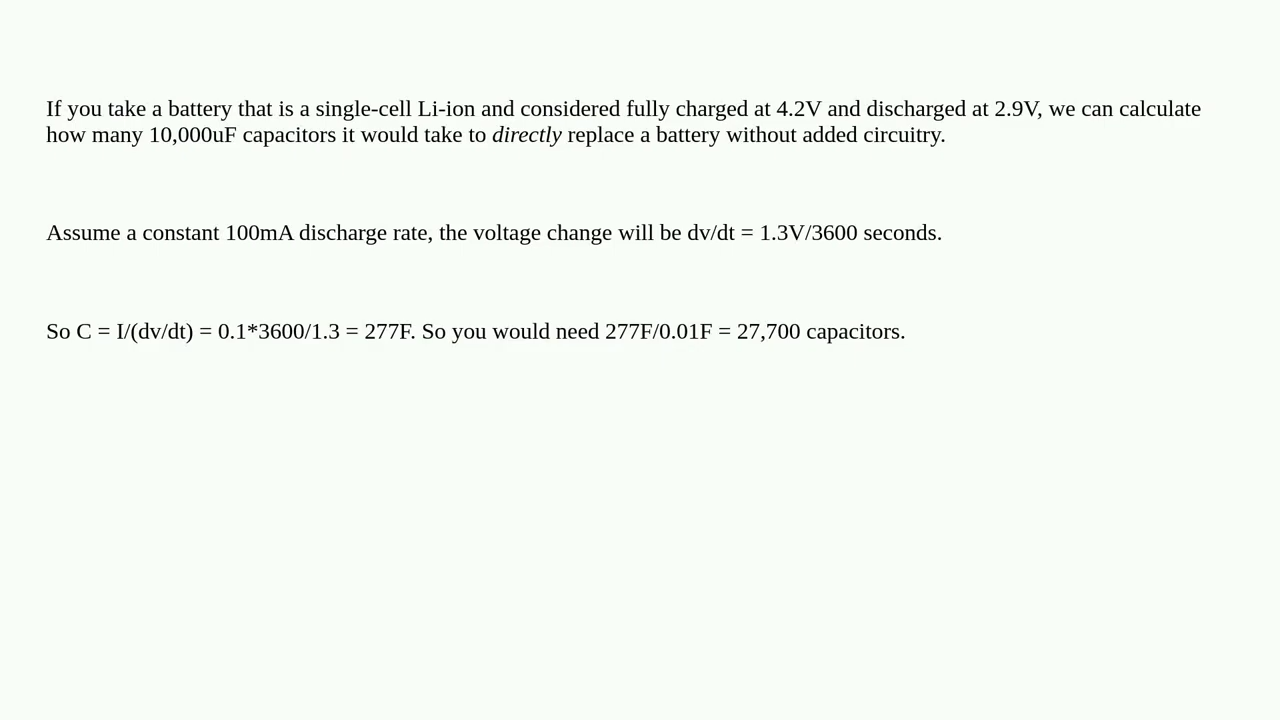 If you take a battery that is a single-cell Li-ion and considered fully charged at 4.2V and discharged at 2.9V, we can calculate
how many 10,000uF capacitors it would take to directly replace a battery without added circuitry.
Assume a constant 100mA discharge rate, the voltage change will be dv/dt = 1.3V/3600 seconds.
So C = I/(dv/dt) = 0.1*3600/1.3 = 277F. So you would need 277F/0.01F = 27,700 capacitors.